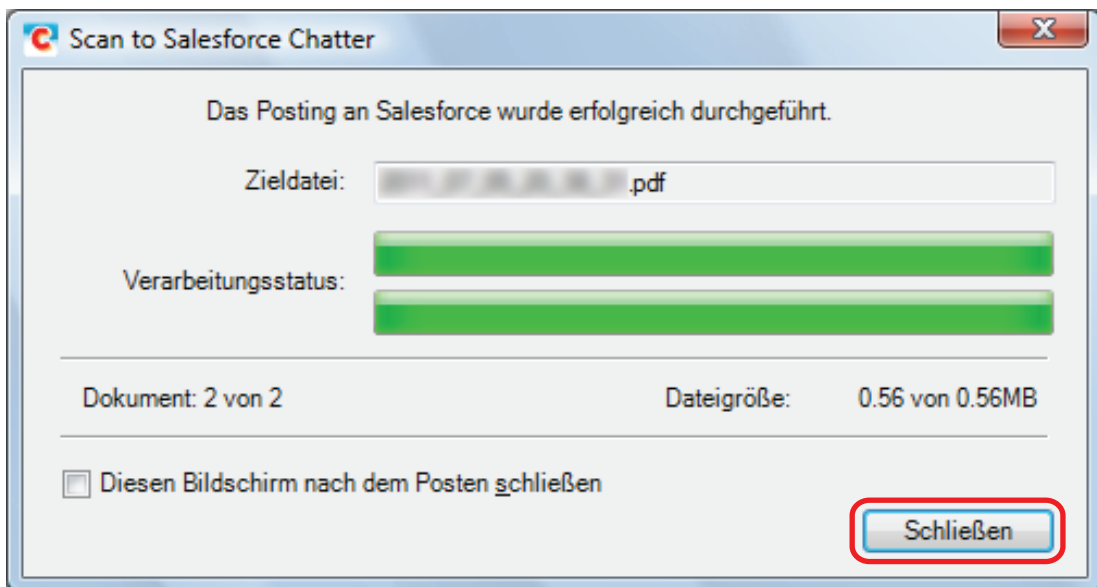 Scan to Salesforce Chatter
Das Posting an Salesforce wurde erfolgreich durchgeführt.
Zieldatei: .pdf
Verarbeitungsstatus:
Dokument: 2 von 2 Dateigröße: 0.56 von 0.56MB
Diesen Bildschirm nach dem Posten schließen
Schließen